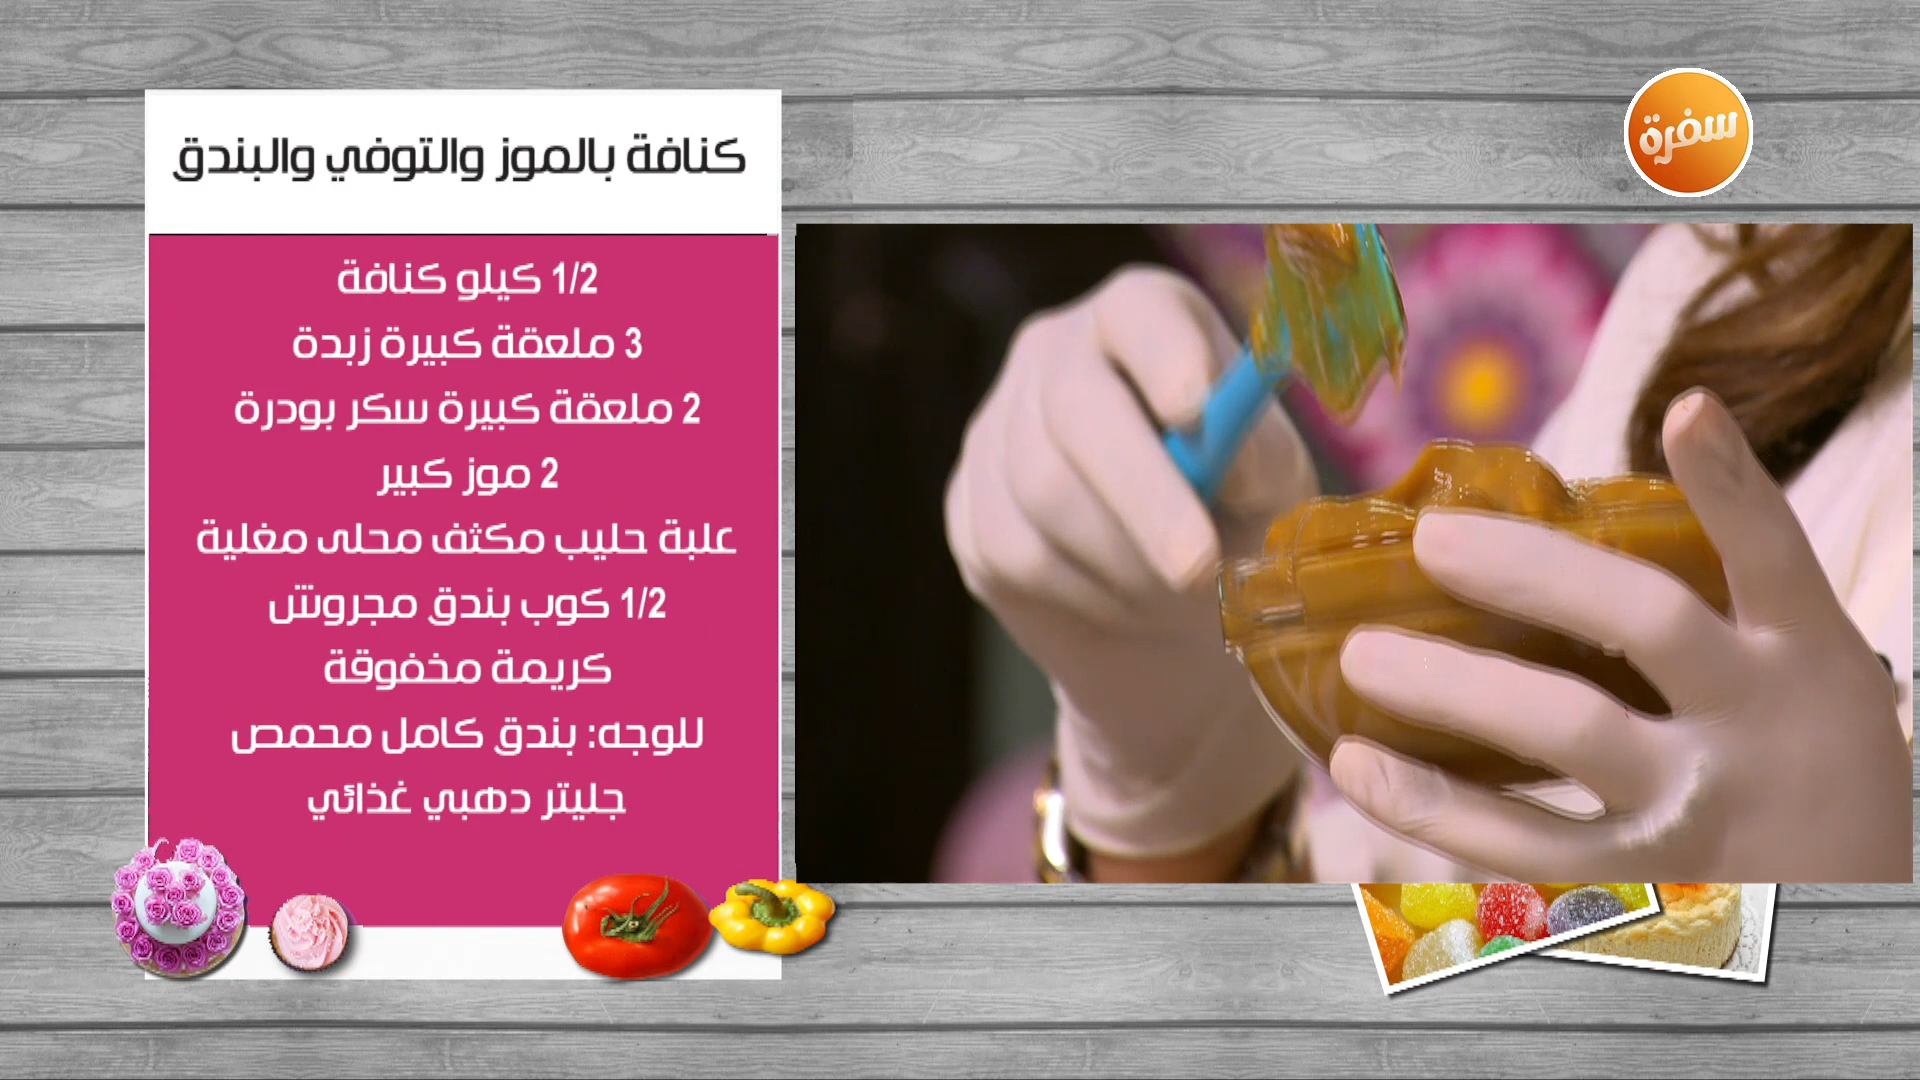 سفرة
كنافة بالموز والتوفي والبندق
1/2 كيلو كنافة
3 ملعقة كبيرة زبدة
2 ملعقة كبيرة سكر بودرة
2 موز كبير
علبة حليب مكثف محلى مغلية
1/2 كوب بندق مجروش
كريمة مخفوقة
للوجه: بندق كامل محمص
جليتر دهبي غذائي